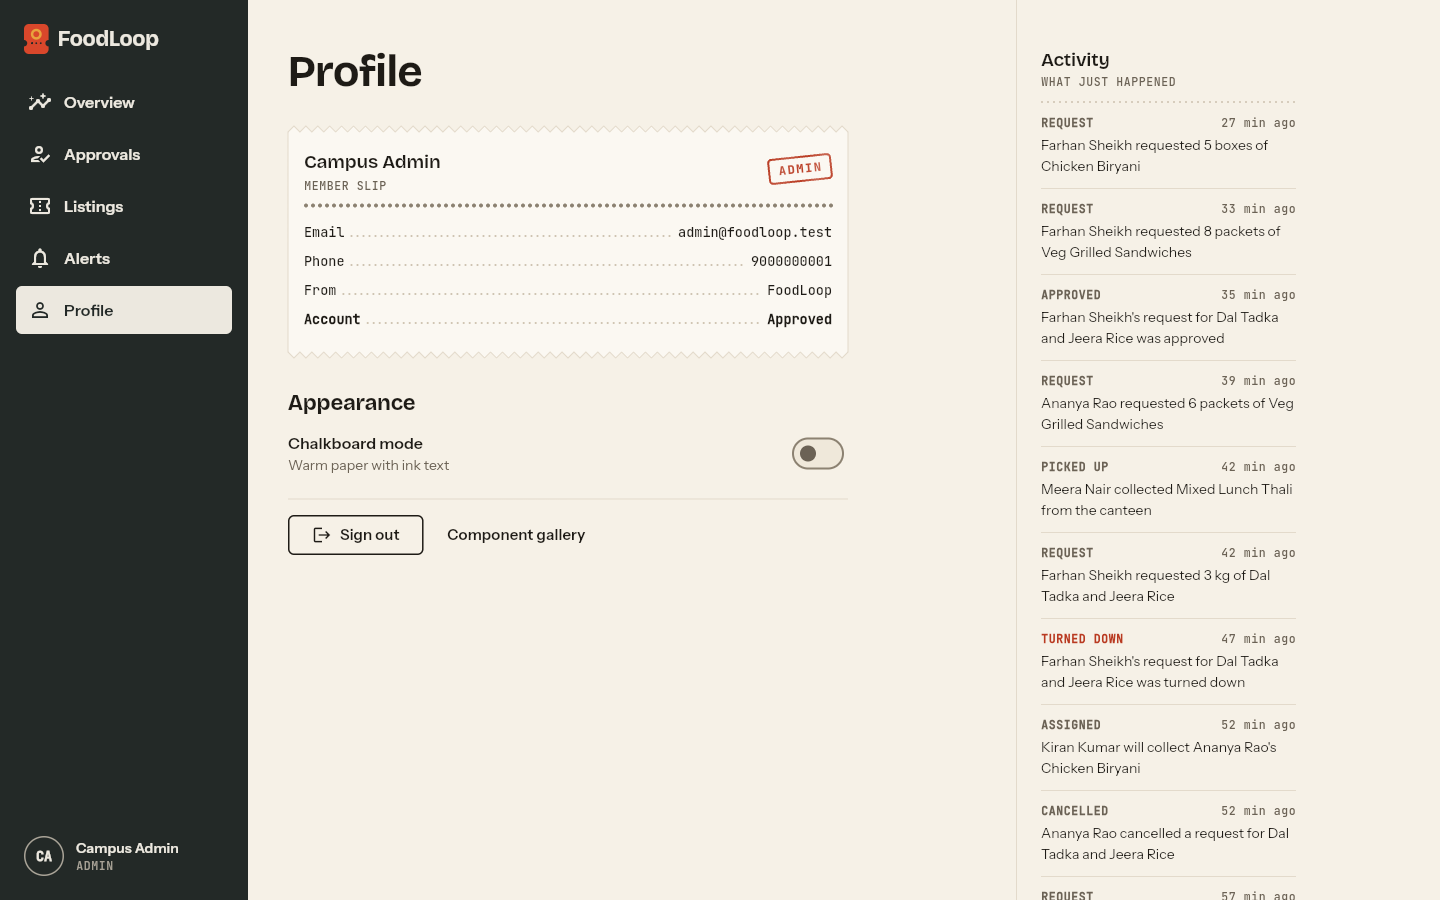 FoodLoop
Overview
Approvals
Listings
Alerts
Profile
CA
Campus Admin
ADMIN
Profile
Campus Admin
MEMBER SLIP
ADMIN
Email admin@foodloop.test
Phone 9000000001
From FoodLoop
Account Approved
Appearance
Chalkboard mode
Warm paper with ink text
Sign out
Component gallery
Activity
WHAT JUST HAPPENED
REQUEST 27 min ago
Farhan Sheikh requested 5 boxes of
Chicken Biryani
REQUEST 33 min ago
Farhan Sheikh requested 8 packets of
Veg Grilled Sandwiches
APPROVED 35 min ago
Farhan Sheikh's request for Dal Tadka
and Jeera Rice was approved
REQUEST 39 min ago
Ananya Rao requested 6 packets of Veg
Grilled Sandwiches
PICKED UP 42 min ago
Meera Nair collected Mixed Lunch Thali
from the canteen
REQUEST 42 min ago
Farhan Sheikh requested 3 kg of Dal
Tadka and Jeera Rice
TURNED DOWN 47 min ago
Farhan Sheikh's request for Dal Tadka
and Jeera Rice was turned down
ASSIGNED 52 min ago
Kiran Kumar will collect Ananya Rao's
Chicken Biryani
CANCELLED 52 min ago
Ananya Rao cancelled a request for Dal
Tadka and Jeera Rice
REQUEST 57 min ago